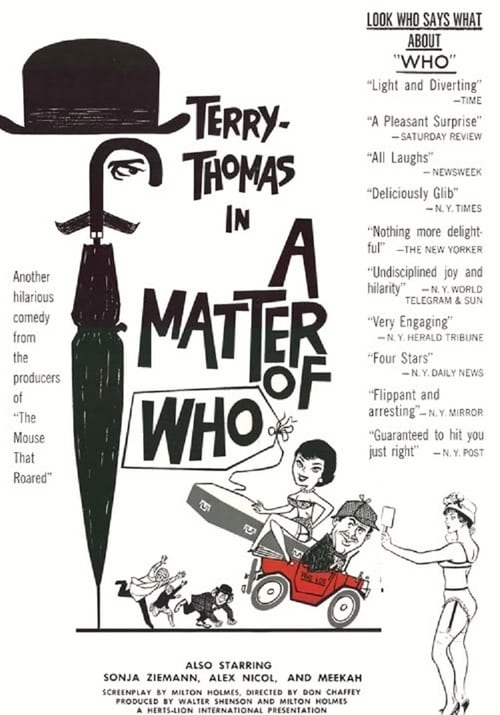 LOOK WHO SAYS WHAT
ABOUT
"WHO"
"Light and Diverting"
—TIME
"A Pleasant Surprise"
— SATURDAY REVIEW
"All Laughs"
— NEWSWEEK
"Deliciously Glib"
— N. Y. TIMES
"Nothing more delight-
ful" —THE NEW YORKER
"Undisciplined joy and
hilarity" — N. Y. WORLD
TELEGRAM & SUN
"Very Engaging"
— N. Y. HERALD TRIBUNE
"Four Stars"
— N. Y. DAILY NEWS
"Flippant and
arresting"— N. Y. MIRROR
"Guaranteed to hit you
just right" — N. Y. POST
TERRY-
THOMAS
IN
A
MATTER
OF
WHO
Another
hilarious
comedy
from
the
producers
of
"The
Mouse
That
Roared"
ALSO STARRING
SONJA ZIEMANN, ALEX NICOL, AND MEEKAH
SCREENPLAY BY MILTON HOLMES, DIRECTED BY DON CHAFFEY
PRODUCED BY WALTER SHENSON AND MILTON HOLMES
A HERTS-LION INTERNATIONAL PRESENTATION